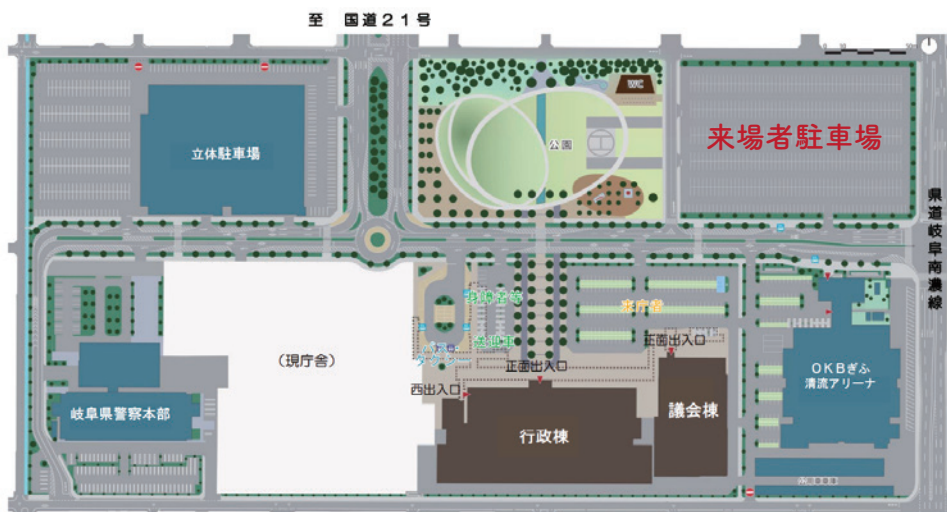 至 国道21号
WC
立体駐車場
公園
来場者駐車場
県道岐阜南濃線
来庁者
(現庁舎)
正面出入口
正面出入口
西出入口
OKBぎふ
清流アリーナ
岐阜県警察本部
行政棟
議会棟